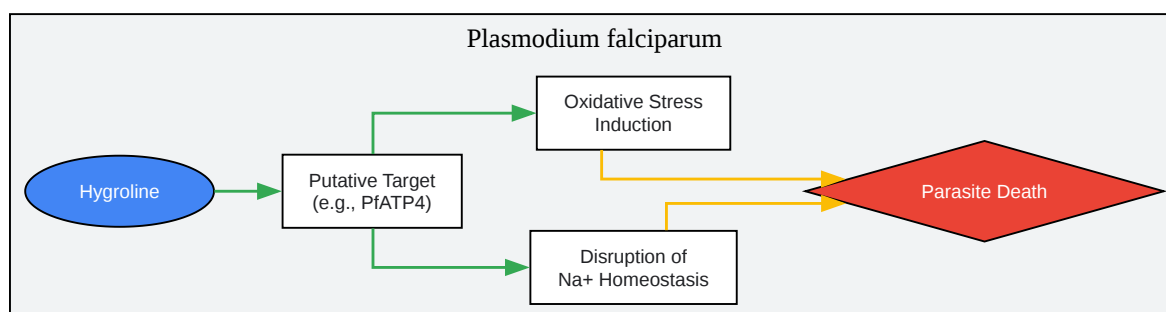 Plasmodium falciparum
Oxidative Stress
Induction
Hygroline
Putative Target
(e.g., PfATP4)
Parasite Death
Disruption of
Na+ Homeostasis